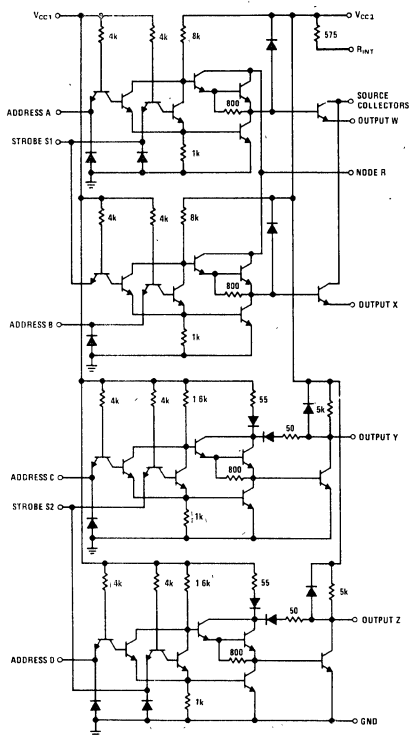 VCC1 VCC2
4k 4k 8k 575
RINT
SOURCE
COLLECTORS
ADDRESS A 800 OUTPUT W
STROBE S1
1k
NODE R
4k 4k 8k
800 OUTPUT X
ADDRESS B 1k
4k 4k 1 6k 55
5k
50 OUTPUT Y
ADDRESS C 800
STROBE S2
1k
4k 4k 1 6k 55
50 5k
OUTPUT Z
ADDRESS D 800
1k
GND